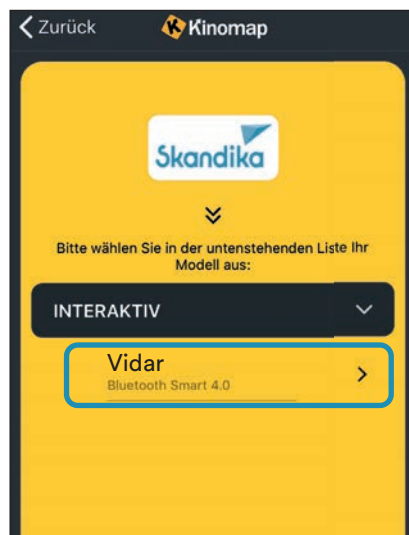 Zurück
Kinomap
Skandika
Bitte wählen Sie in der untenstehenden Liste Ihr
Modell aus:
INTERAKTIV
Vidar
Bluetooth Smart 4.0